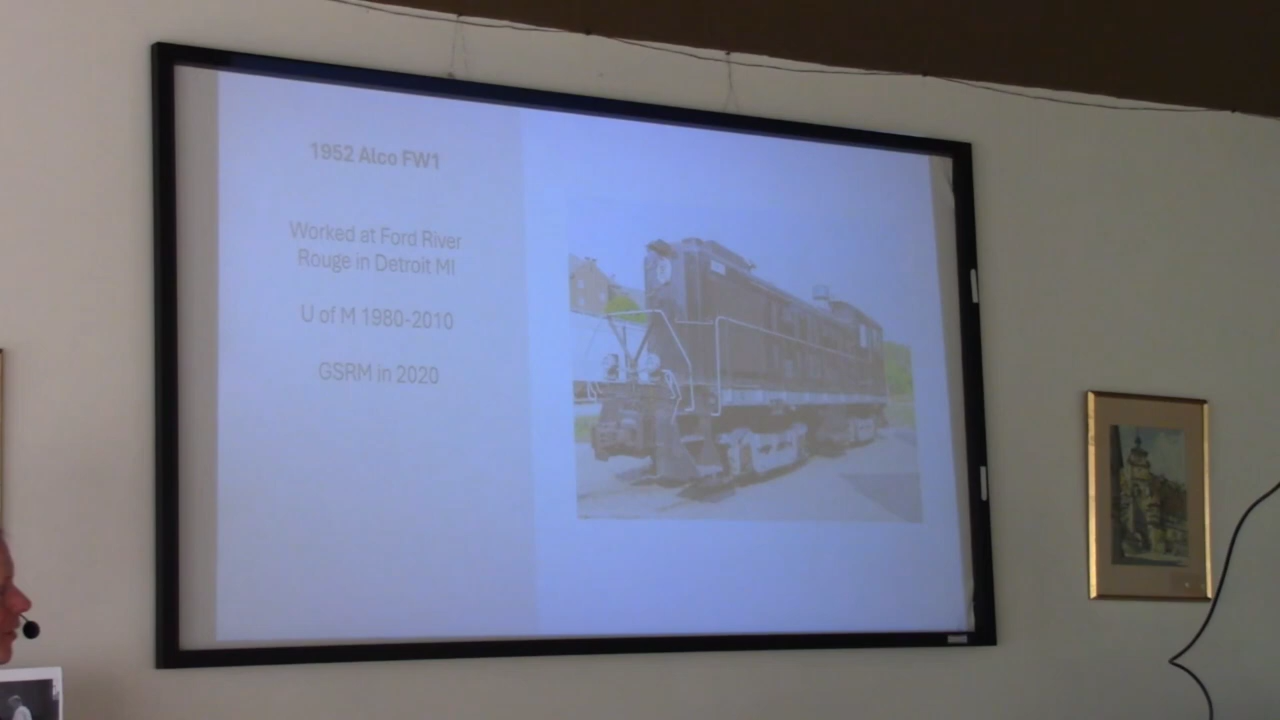 1952 Alco FW1
Worked at Ford River
Rouge in Detroit MI
U of M 1980-2010
GSRM in 2020